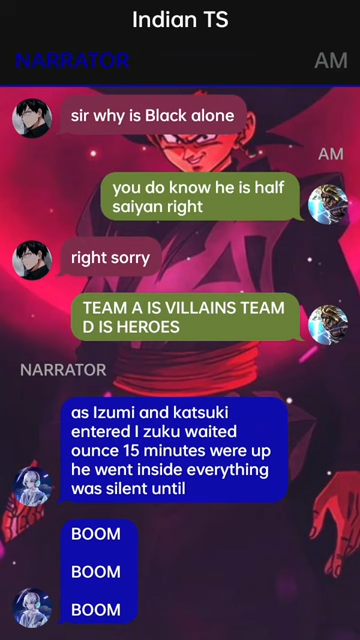 Indian TS
NARRATOR
AM
sir why is Black alone
AM
you do know he is half
saiyan right
right sorry
TEAM A IS VILLAINS TEAM
D IS HEROES
NARRATOR
as Izumi and katsuki
entered I zuku waited
ounce 15 minutes were up
he went inside everything
was silent until
BOOM
BOOM
BOOM